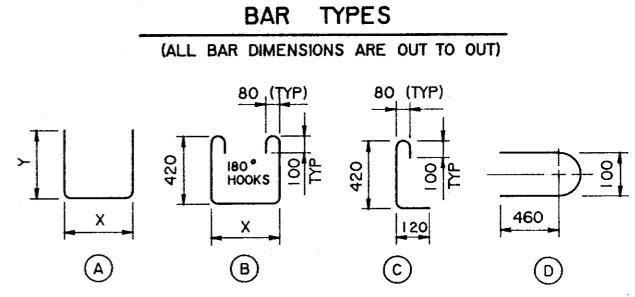 BAR TYPES
(ALL BAR DIMENSIONS ARE OUT TO OUT)
80 (TYP)
80 (TYP)
Y
420
180°
HOOKS
100
TYP
420
100
TYP
100
X
X
120
460
A
B
C
D